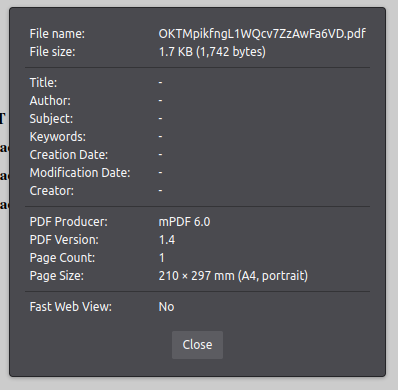 File name: OKTMpikfngL1WQcv7ZzAwFa6VD.pdf
File size: 1.7 KB (1,742 bytes)
Title: -
Author: -
Subject: -
Keywords: -
Creation Date: -
Modification Date: -
Creator: -
PDF Producer: mPDF 6.0
PDF Version: 1.4
Page Count: 1
Page Size: 210 × 297 mm (A4, portrait)
Fast Web View: No
Close